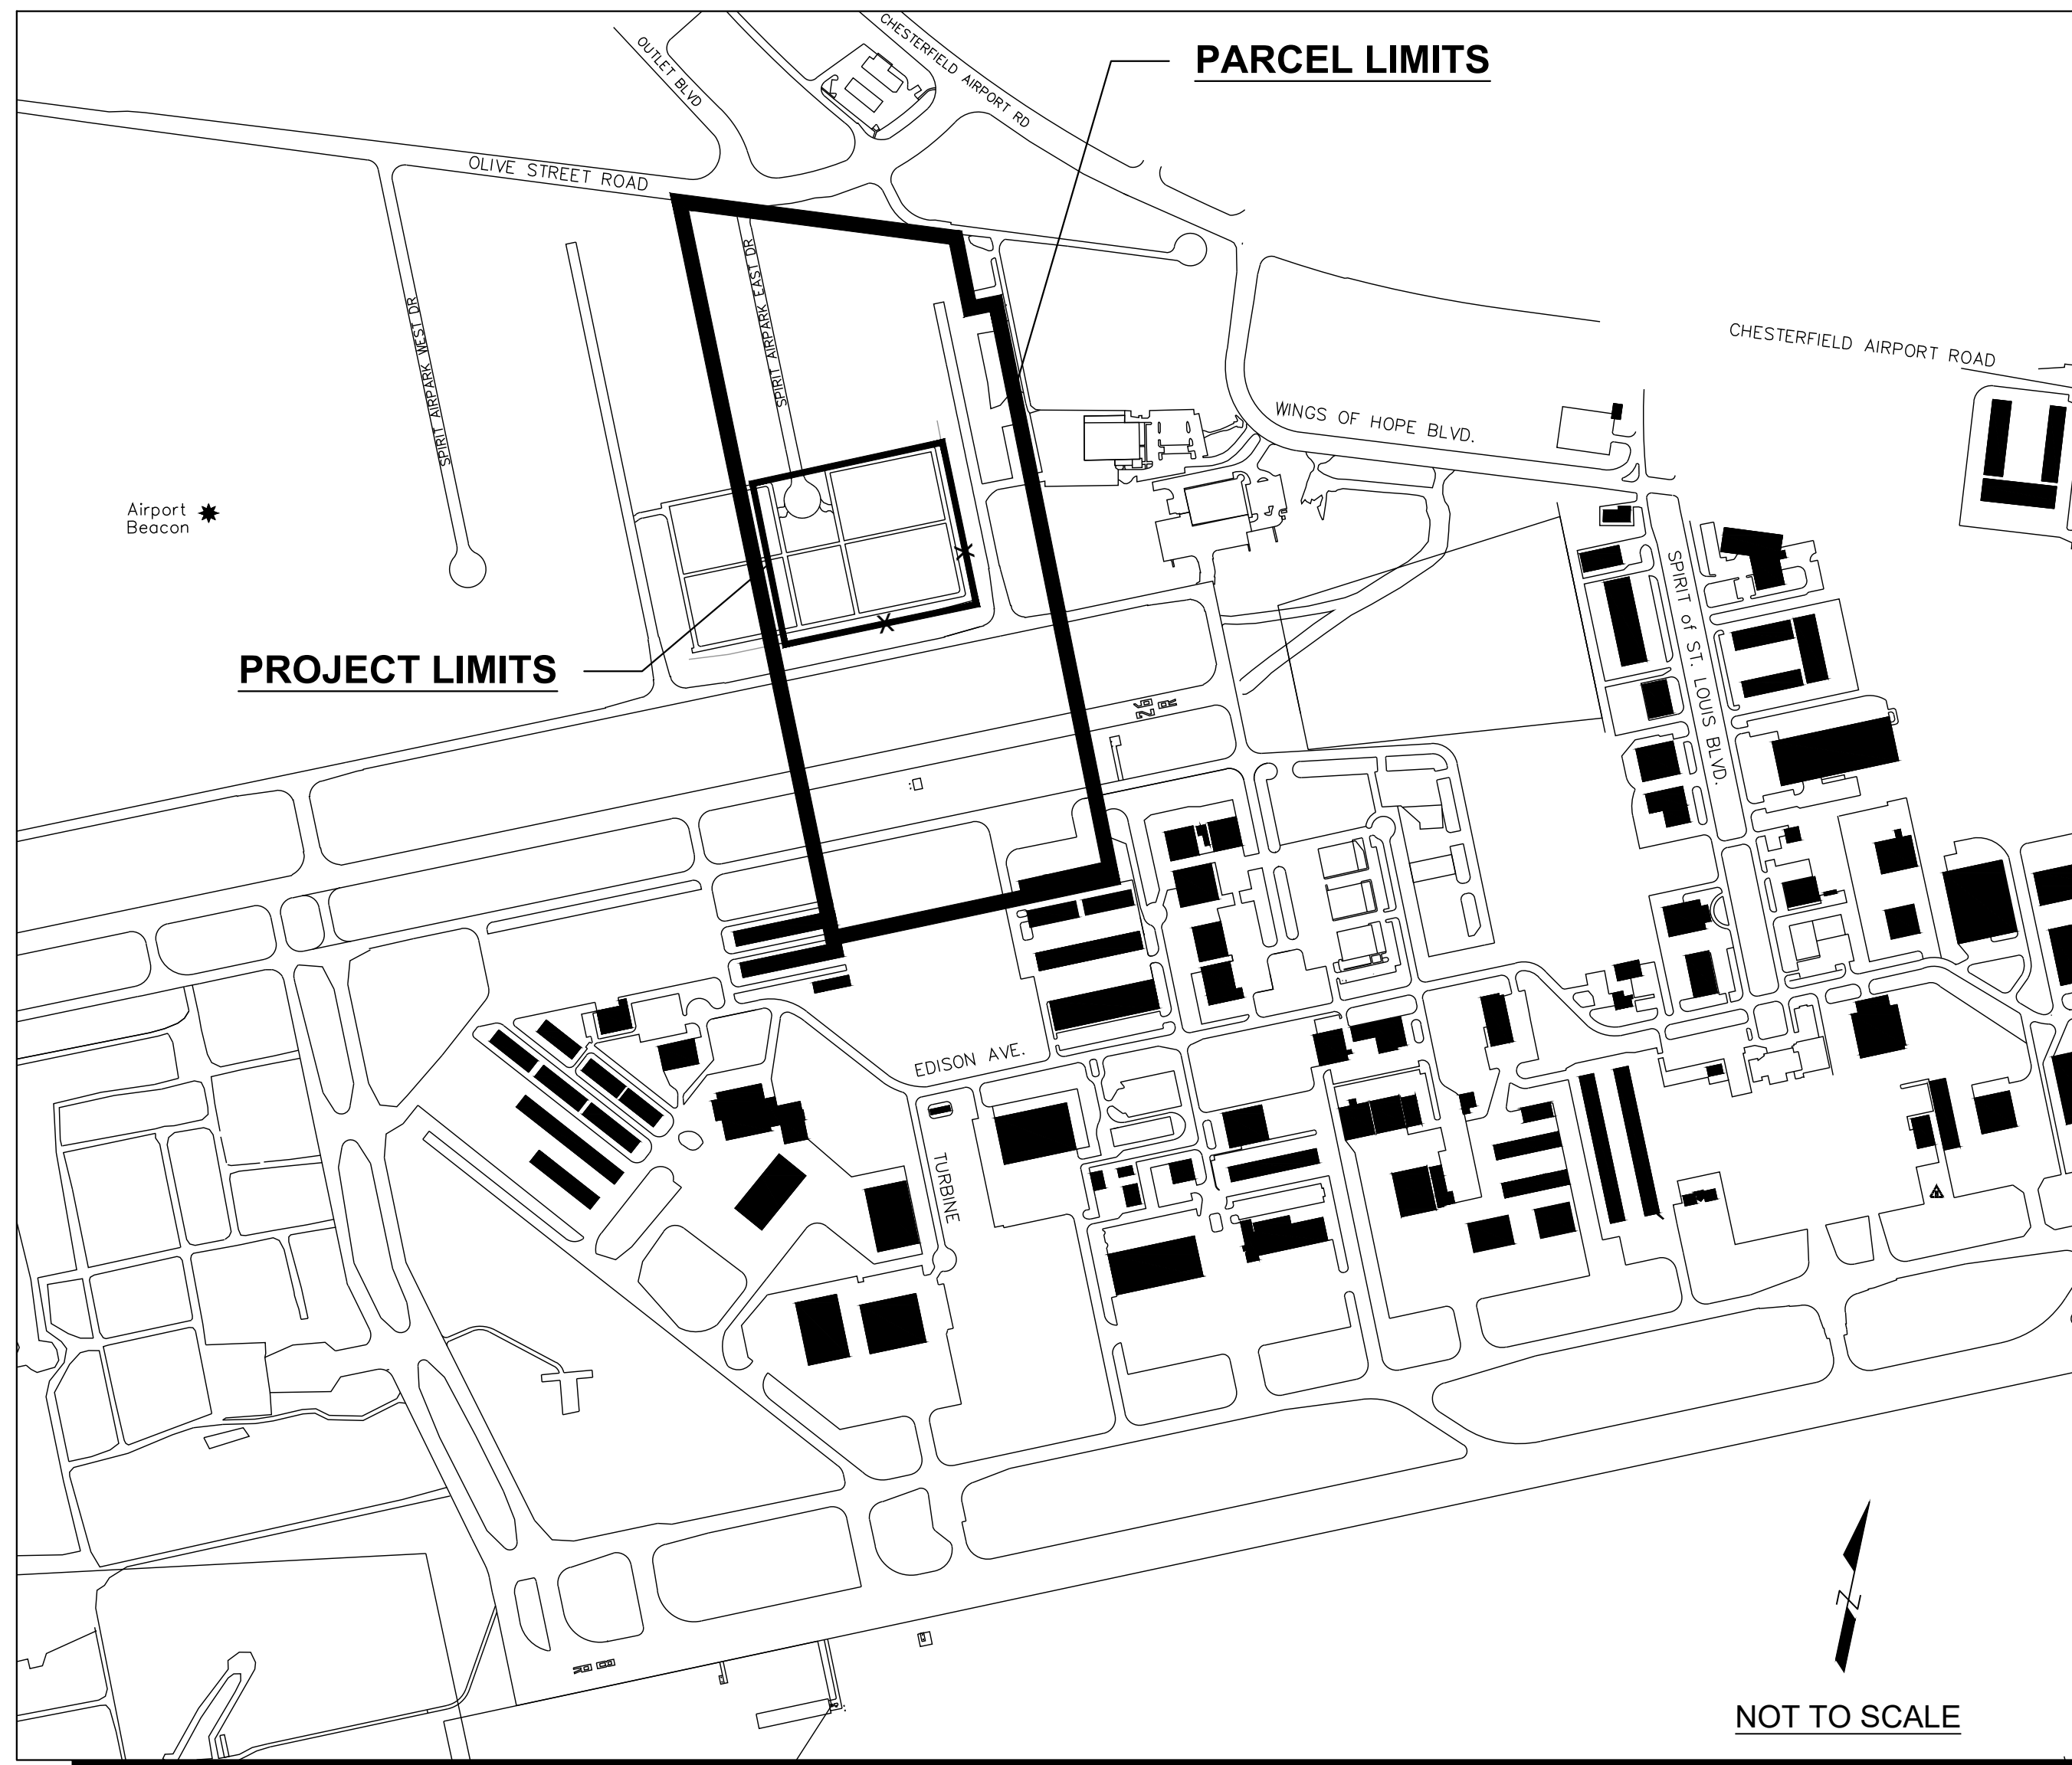 CHESTERFIELD AIRPORT RD
OUTLET BLVD
PARCEL LIMITS
OLIVE STREET ROAD
SPIRIT AIRPARK EAST DR
SPIRIT AIRPARK WEST DR
CHESTERFIELD AIRPORT ROAD
WINGS OF HOPE BLVD.
Airport
Beacon
SPIRIT of ST. LOUIS BLVD.
PROJECT LIMITS
26R
EDISON AVE.
TURBINE
8R
NOT TO SCALE